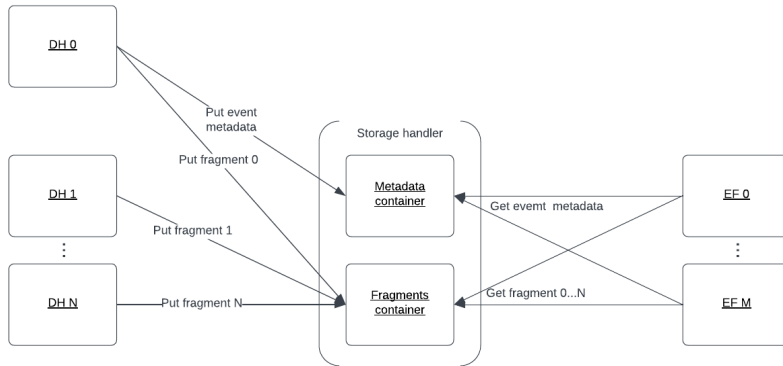 DH 0
Put event
metadata
Storage handler
Put fragment 0
DH 1
Metadata
container
EF 0
Get evemt  metadata
Put fragment 1
DH N
Put fragment N
Fragments
container
Get fragment 0...N
EF M